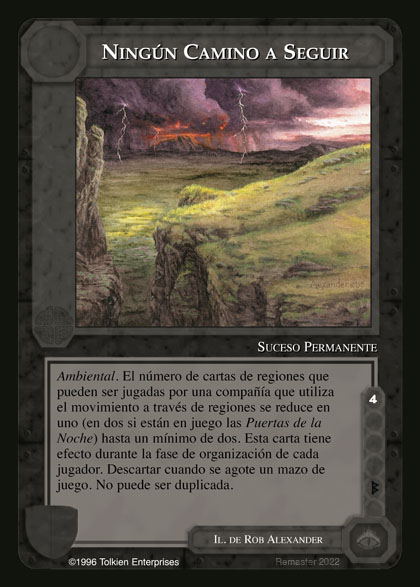 Ningún Camino a Seguir
Alexander 1995
Suceso Permanente
Ambiental. El número de cartas de regiones que
pueden ser jugadas por una compañía que utiliza
el movimiento a través de regiones se reduce en
uno (en dos si están en juego las Puertas de la
Noche) hasta un mínimo de dos. Esta carta tiene
efecto durante la fase de organización de cada
jugador. Descartar cuando se agote un mazo de
juego. No puede ser duplicada.
4
Il. de Rob Alexander
©1996 Tolkien Enterprises
Remaster 2022